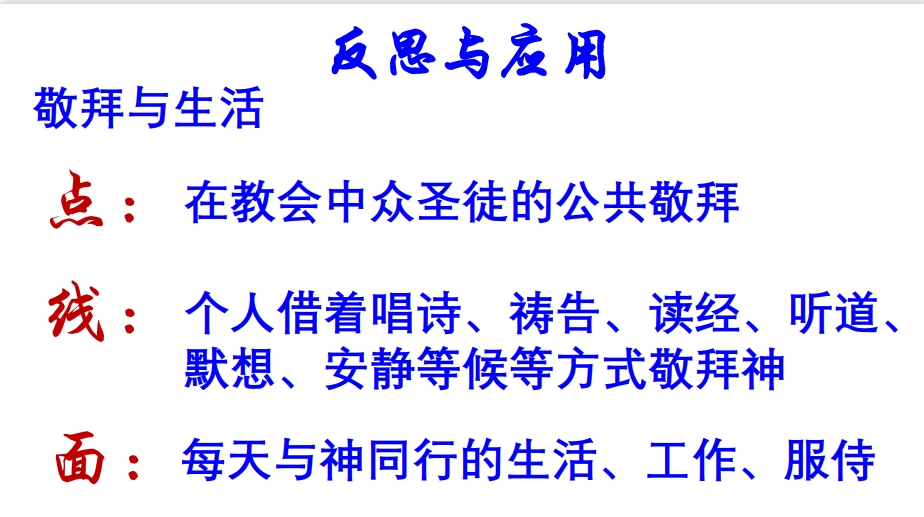 反思与应用
敬拜与生活
点：在教会中众圣徒的公共敬拜
线：个人借着唱诗、祷告、读经、听道、
默想、安静等候等方式敬拜神
面：每天与神同行的生活、工作、服侍